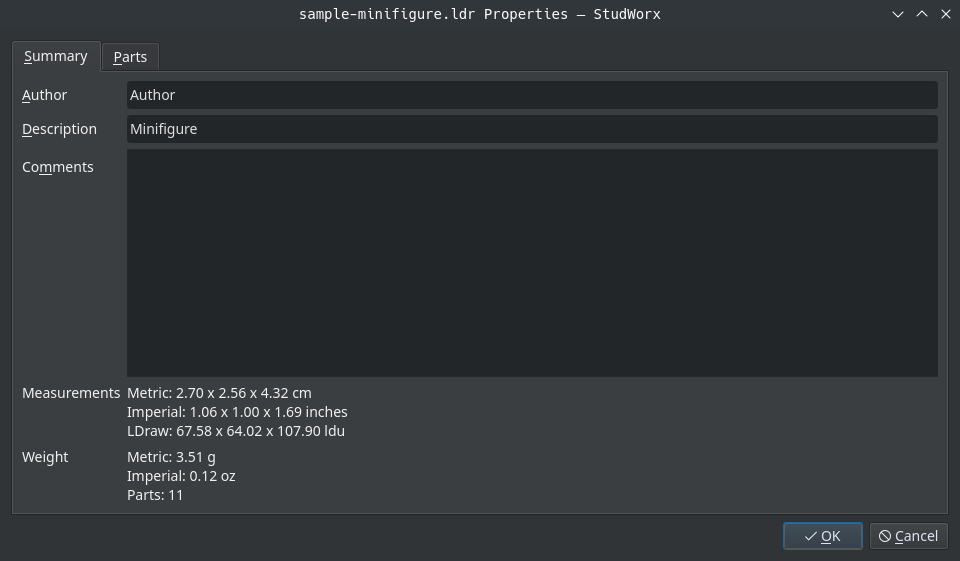 sample-minifigure.ldr Properties — StudWorx
Summary
Parts
Author
Author
Description
Minifigure
Comments
Measurements
Metric: 2.70 x 2.56 x 4.32 cm
Imperial: 1.06 x 1.00 x 1.69 inches
LDraw: 67.58 x 64.02 x 107.90 ldu
Weight
Metric: 3.51 g
Imperial: 0.12 oz
Parts: 11
OK
Cancel